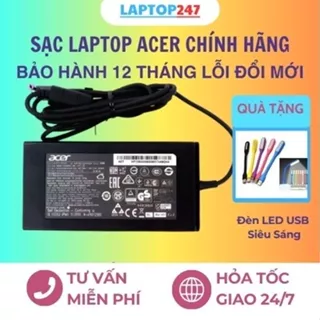 LAPTOP247
SẠC LAPTOP ACER CHÍNH HÃNG
BẢO HÀNH 12 THÁNG LỖI ĐỔI MỚI
QUÀ TẶNG
acer
Đèn LED USB
Siêu Sáng
TƯ VẤN
MIỄN PHÍ
HỎA TỐC
GIAO 24/7